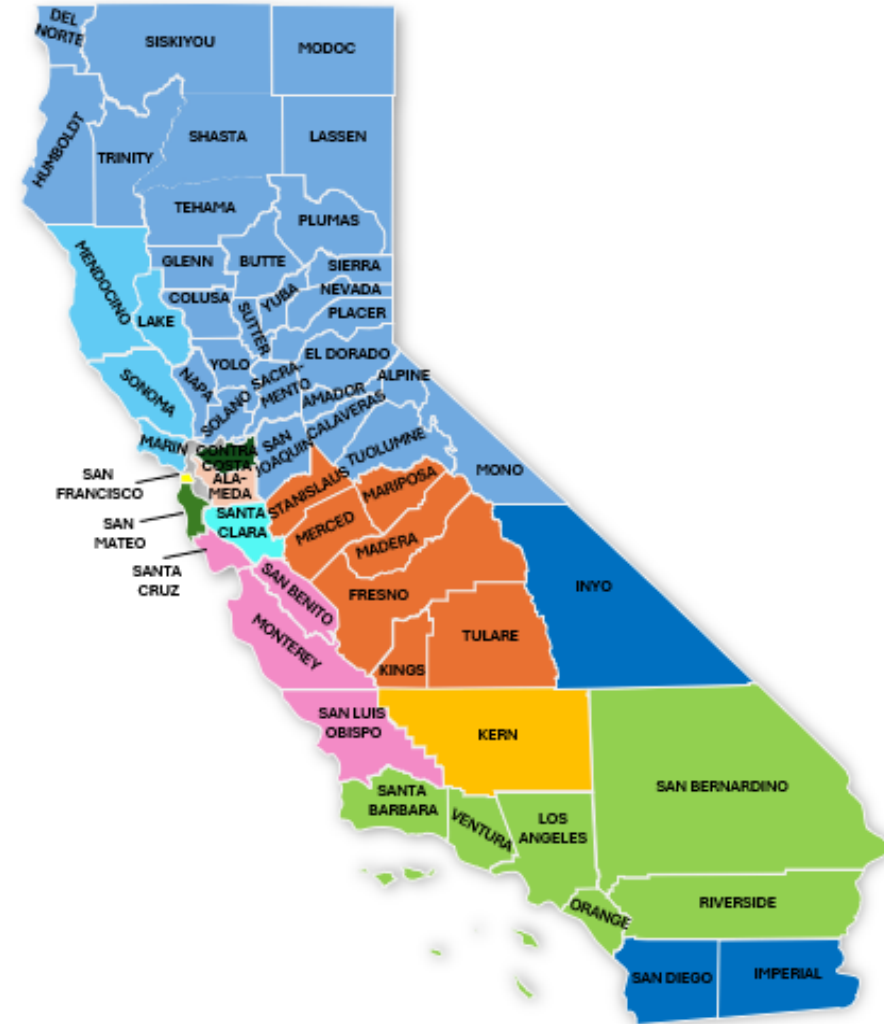 DEL
NORTE
SISKIYOU
MODOC
HUMBOLDT
TRINITY
SHASTA
LASSEN
TEHAMA
PLUMAS
MENDOCINO
GLENN
BUTTE
SIERRA
LAKE
COLUSA
SUTTER
YUBA
NEVADA
PLACER
SONOMA
NAPA
YOLO
SACRA-
MENTO
EL DORADO
ALPINE
SOLANO
AMADOR
CALAVERAS
MARIN
CONTRA
COSTA
SAN
JOAQUIN
TUOLUMNE
MONO
SAN
FRANCISCO
ALA-
MEDA
STANISLAUS
MARIPOSA
SAN
MATEO
SANTA
CLARA
MERCED
MADERA
SANTA
CRUZ
SAN BENITO
FRESNO
INYO
MONTEREY
KINGS
TULARE
SAN LUIS
OBISPO
KERN
SAN BERNARDINO
SANTA
BARBARA
VENTURA
LOS
ANGELES
ORANGE
RIVERSIDE
SAN DIEGO
IMPERIAL